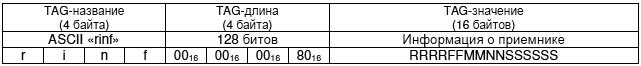 TAG-название TAG-длина TAG-значение
(4 байта) (4 байта) (16 байтов)
ASCII «rinf» 128 битов Информация о приемнике
r i n f 00₁₆ 00₁₆ 00₁₆ 80₁₆ RRRRFFMMNNSSSSSS